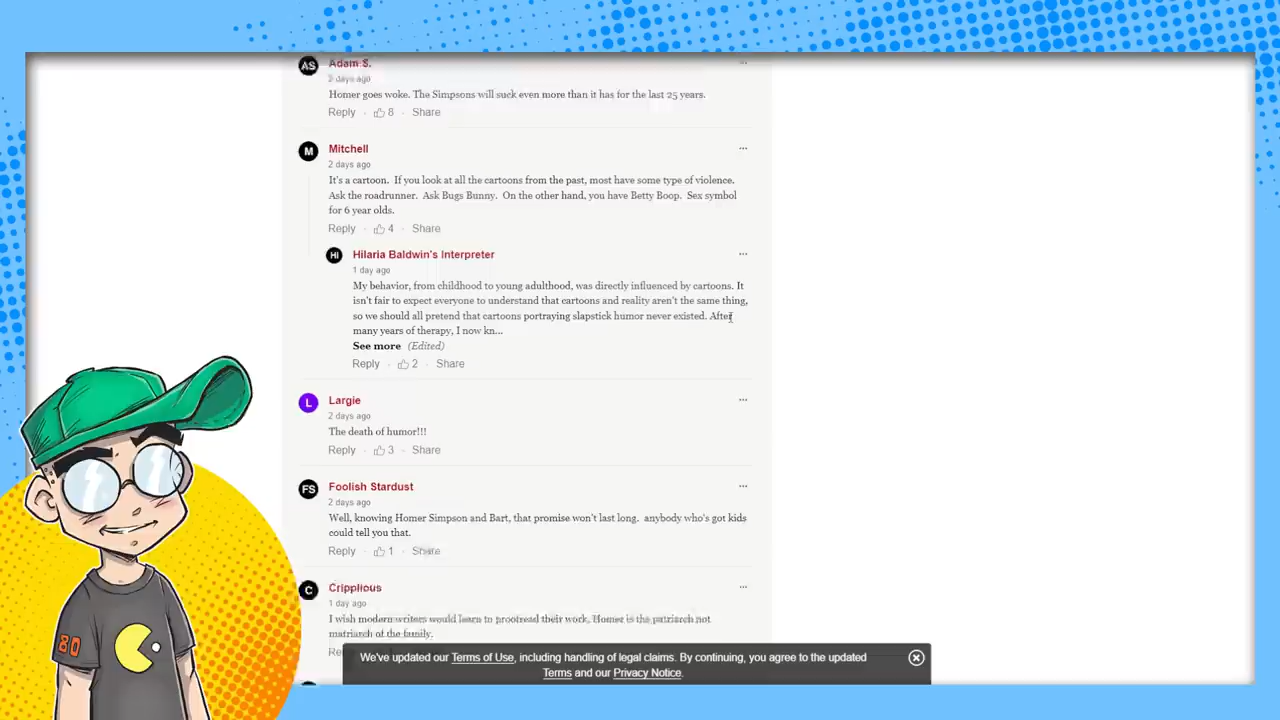 AS Adam S. ...
2 days ago
Homer goes woke. The Simpsons will suck even more than it has for the last 25 years.
Reply · 8 · Share
M Mitchell ...
2 days ago
It's a cartoon. If you look at all the cartoons from the past, most have some type of violence.
Ask the roadrunner. Ask Bugs Bunny. On the other hand, you have Betty Boop. Sex symbol
for 6 year olds.
Reply · 4 · Share
HI Hilaria Baldwin's Interpreter ...
1 day ago
My behavior, from childhood to young adulthood, was directly influenced by cartoons. It
isn't fair to expect everyone to understand that cartoons and reality aren't the same thing,
so we should all pretend that cartoons portraying slapstick humor never existed. After
many years of therapy, I now kn...
See more (Edited)
Reply · 2 · Share
L Largie ...
2 days ago
The death of humor!!!
Reply · 3 · Share
FS Foolish Stardust ...
2 days ago
Well, knowing Homer Simpson and Bart, that promise won't last long. anybody who's got kids
could tell you that.
Reply · 1 · Share
C Cripplious ...
1 day ago
I wish modern writers would learn to proofread their work, Homer is the patriarch not
matriarch of the family.
We've updated our Terms of Use, including handling of legal claims. By continuing, you agree to the updated
Terms and our Privacy Notice.
80